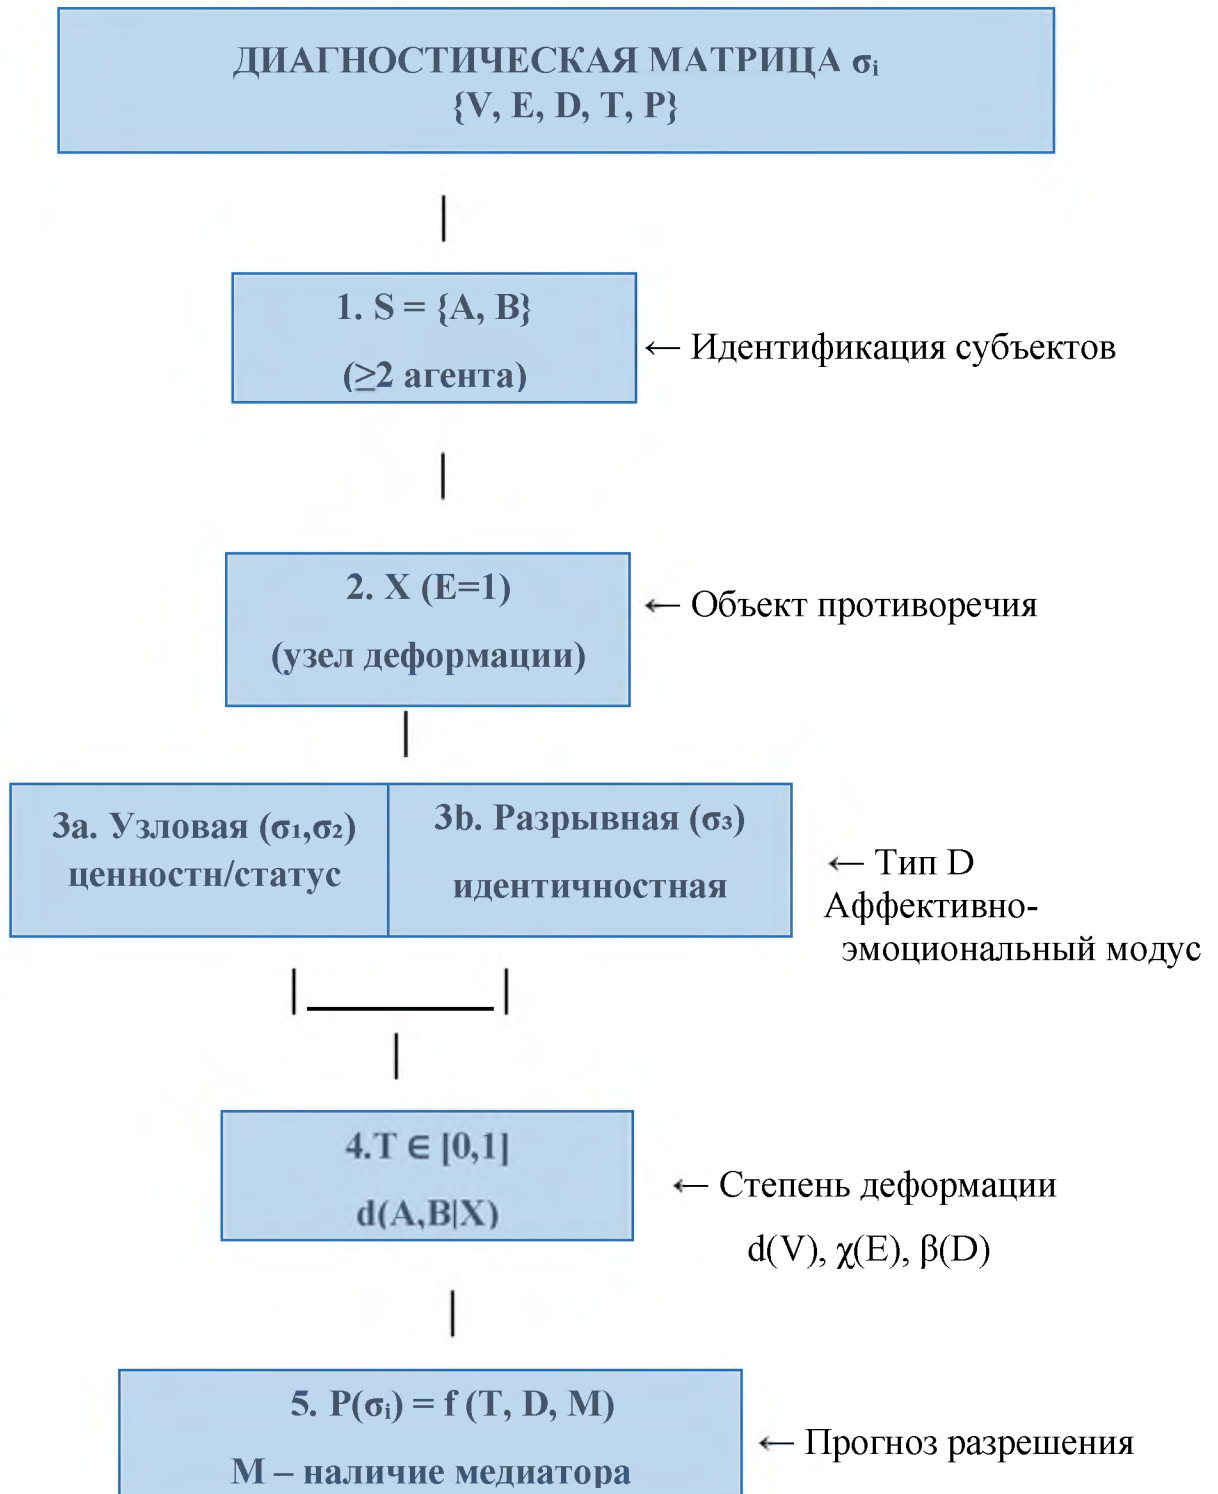 ДИАГНОСТИЧЕСКАЯ МАТРИЦА σᵢ
{V, E, D, T, P}
1. S = {A, B}
(≥2 агента)
← Идентификация субъектов
2. X (E=1)
(узел деформации)
← Объект противоречия
3a. Узловая (σ₁,σ₂)
ценностн/статус
3b. Разрывная (σ₃)
идентичностная
← Тип D
Аффективно-
эмоциональный модус
4.T ∈ [0,1]
d(A,B|X)
← Степень деформации
d(V), χ(E), β(D)
5. P(σᵢ) = f (T, D, M)
M – наличие медиатора
← Прогноз разрешения